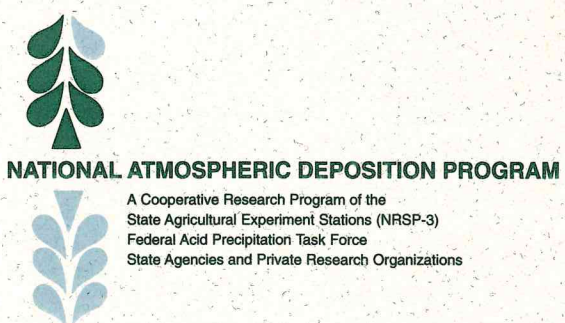 NATIONAL ATMOSPHERIC DEPOSITION PROGRAM
A Cooperative Research Program of the
State Agricultural Experiment Stations (NRSP-3)
Federal Acid Precipitation Task Force
State Agencies and Private Research Organizations